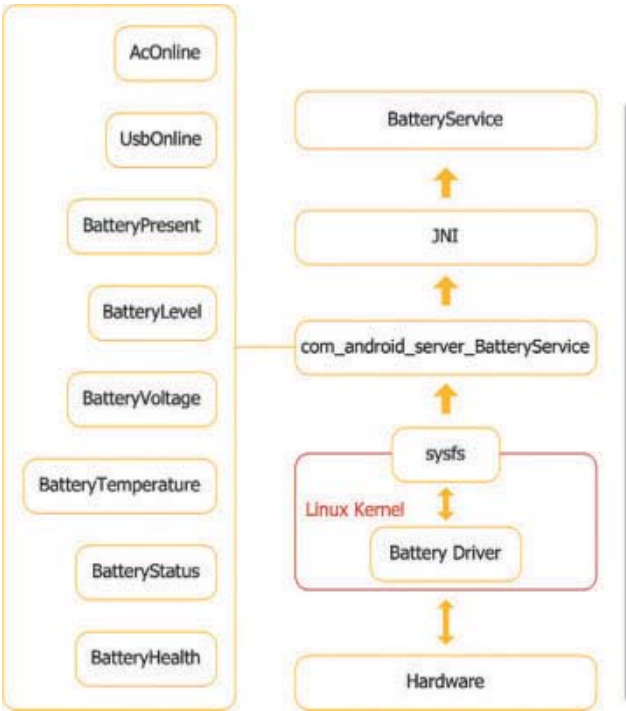 AcOnline
UsbOnline
BatteryPresent
BatteryLevel
BatteryVoltage
BatteryTemperature
BatteryStatus
BatteryHealth
BatteryService
JNI
com_android_server_BatteryService
sysfs
Linux Kernel
Battery Driver
Hardware